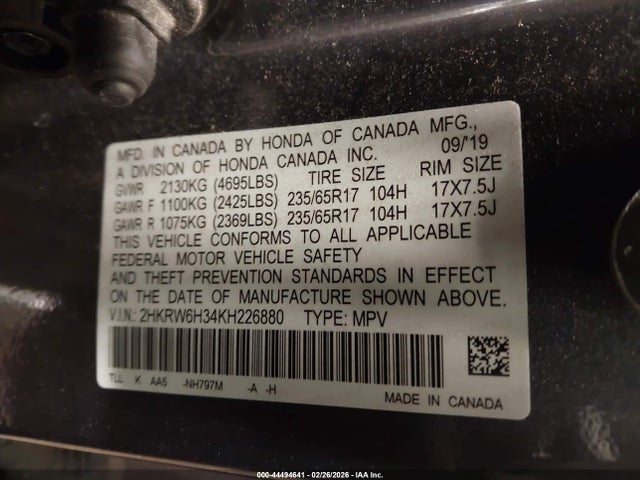 MFD. IN CANADA BY HONDA OF CANADA MFG.,
A DIVISION OF HONDA CANADA INC. 09/'19
GVWR 2130KG (4695LBS) TIRE SIZE RIM SIZE
GAWR F 1100KG (2425LBS) 235/65R17 104H 17X7.5J
GAWR R 1075KG (2369LBS) 235/65R17 104H 17X7.5J
THIS VEHICLE CONFORMS TO ALL APPLICABLE
FEDERAL MOTOR VEHICLE SAFETY
AND THEFT PREVENTION STANDARDS IN EFFECT
ON THE DATE OF MANUFACTURE SHOWN ABOVE.
V.I.N.: 2HKRW6H34KH226880 TYPE: MPV
TLL K AA5 -NH797M -A -H
MADE IN CANADA
000-44494641 - 02/26/2026 - IAA Inc.